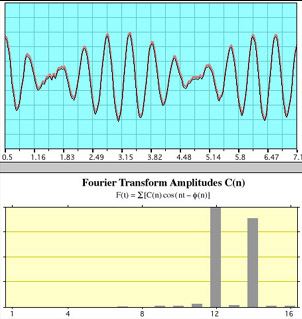 0.5 1.16 1.83 2.49 3.15 3.82 4.48 5.14 5.8 6.47 7.1
Fourier Transform Amplitudes C(n)
F(t) = Σ[C(n) cos(nt − ϕ(n)]
1 4 8 12 16